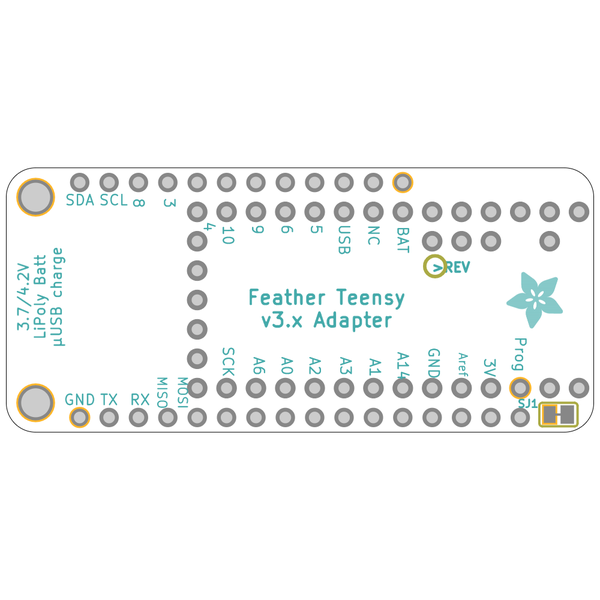 SDA SCL 8 3
4 10 9 6 5 USB NC BAT
>REV
3.7/4.2V
LiPoly Batt
µUSB charge
Feather Teensy
v3.x Adapter
SCK A6 A0 A2 A3 A1 A14 GND Aref 3V Prog
GND TX RX MISO MOSI
SJ1